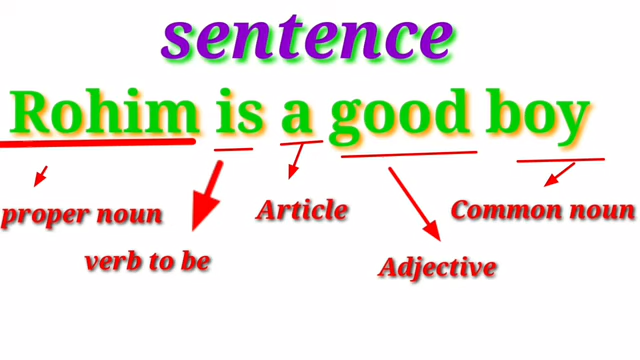 sentence
Rohim is a good boy
proper noun
Article
Common noun
verb to be
Adjective